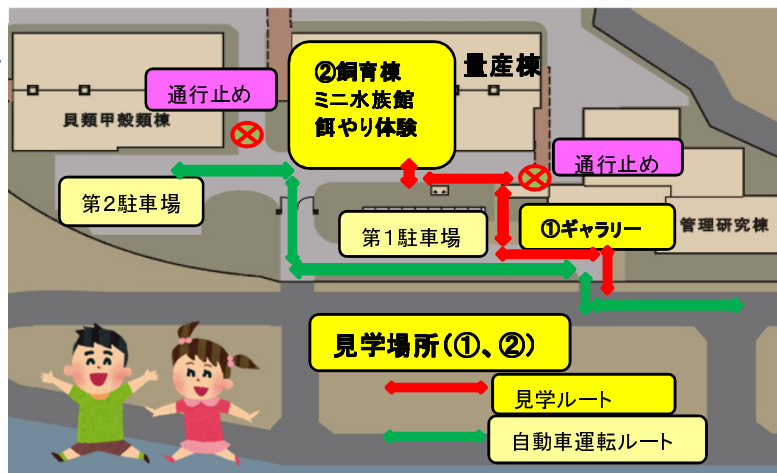 ②飼育棟
ミニ水族館
餌やり体験
量産棟
通行止め
貝類甲殻類棟
通行止め
第2駐車場
第1駐車場
①ギャラリー
管理研究棟
見学場所(①、②)
見学ルート
自動車運転ルート